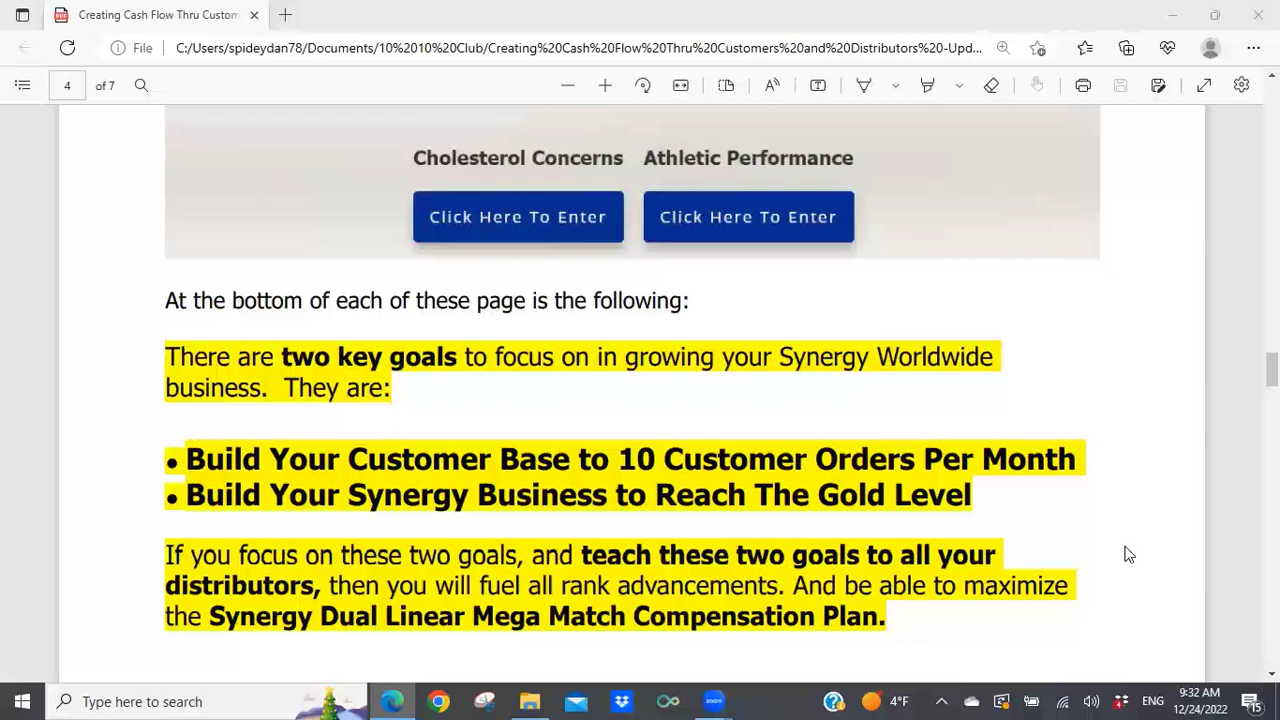 Creating Cash Flow Thru Custom
File
C:/Users/spideydan78/Documents/10%2010%20Club/Creating%20Cash%20Flow%20Thru%20Customers%20and%20Distributors%20-Upd...
4 of 7
Cholesterol Concerns Athletic Performance
Click Here To Enter Click Here To Enter
At the bottom of each of these page is the following:
There are two key goals to focus on in growing your Synergy Worldwide
business. They are:
• Build Your Customer Base to 10 Customer Orders Per Month
• Build Your Synergy Business to Reach The Gold Level
If you focus on these two goals, and teach these two goals to all your
distributors, then you will fuel all rank advancements. And be able to maximize
the Synergy Dual Linear Mega Match Compensation Plan.
Type here to search
zoom
4°F
ENG
9:32 AM
12/24/2022
15